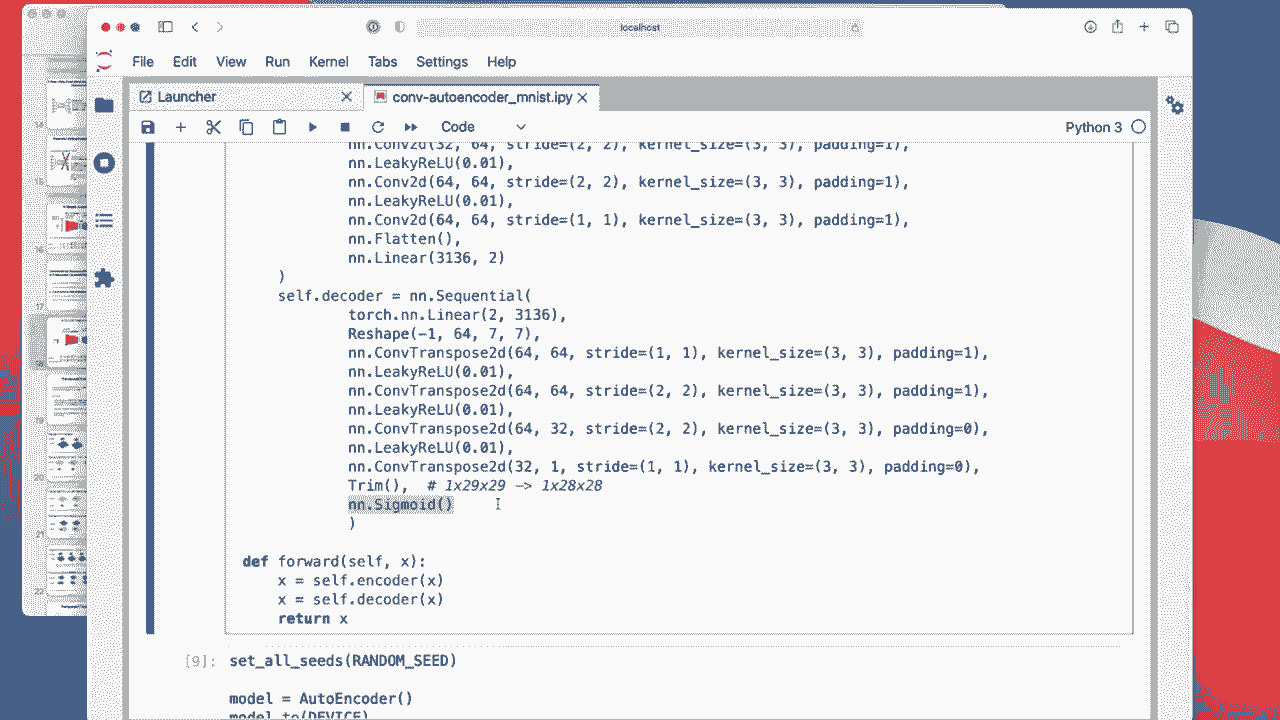 localhost
File Edit View Run Kernel Tabs Settings Help
Launcher
conv-autoencoder_mnist.ipy
Code
Python 3
nn.Conv2d(32, 64, stride=(2, 2), kernel_size=(3, 3), padding=1),
nn.LeakyReLU(0.01),
nn.Conv2d(64, 64, stride=(2, 2), kernel_size=(3, 3), padding=1),
nn.LeakyReLU(0.01),
nn.Conv2d(64, 64, stride=(1, 1), kernel_size=(3, 3), padding=1),
nn.Flatten(),
nn.Linear(3136, 2)
)
self.decoder = nn.Sequential(
torch.nn.Linear(2, 3136),
Reshape(-1, 64, 7, 7),
nn.ConvTranspose2d(64, 64, stride=(1, 1), kernel_size=(3, 3), padding=1),
nn.LeakyReLU(0.01),
nn.ConvTranspose2d(64, 64, stride=(2, 2), kernel_size=(3, 3), padding=1),
nn.LeakyReLU(0.01),
nn.ConvTranspose2d(64, 32, stride=(2, 2), kernel_size=(3, 3), padding=0),
nn.LeakyReLU(0.01),
nn.ConvTranspose2d(32, 1, stride=(1, 1), kernel_size=(3, 3), padding=0),
Trim(), # 1x29x29 -> 1x28x28
nn.Sigmoid()
)
def forward(self, x):
x = self.encoder(x)
x = self.decoder(x)
return x
[9]: set_all_seeds(RANDOM_SEED)
model = AutoEncoder()
model.to(DEVICE)
15
16
17
18
19
20
21
22